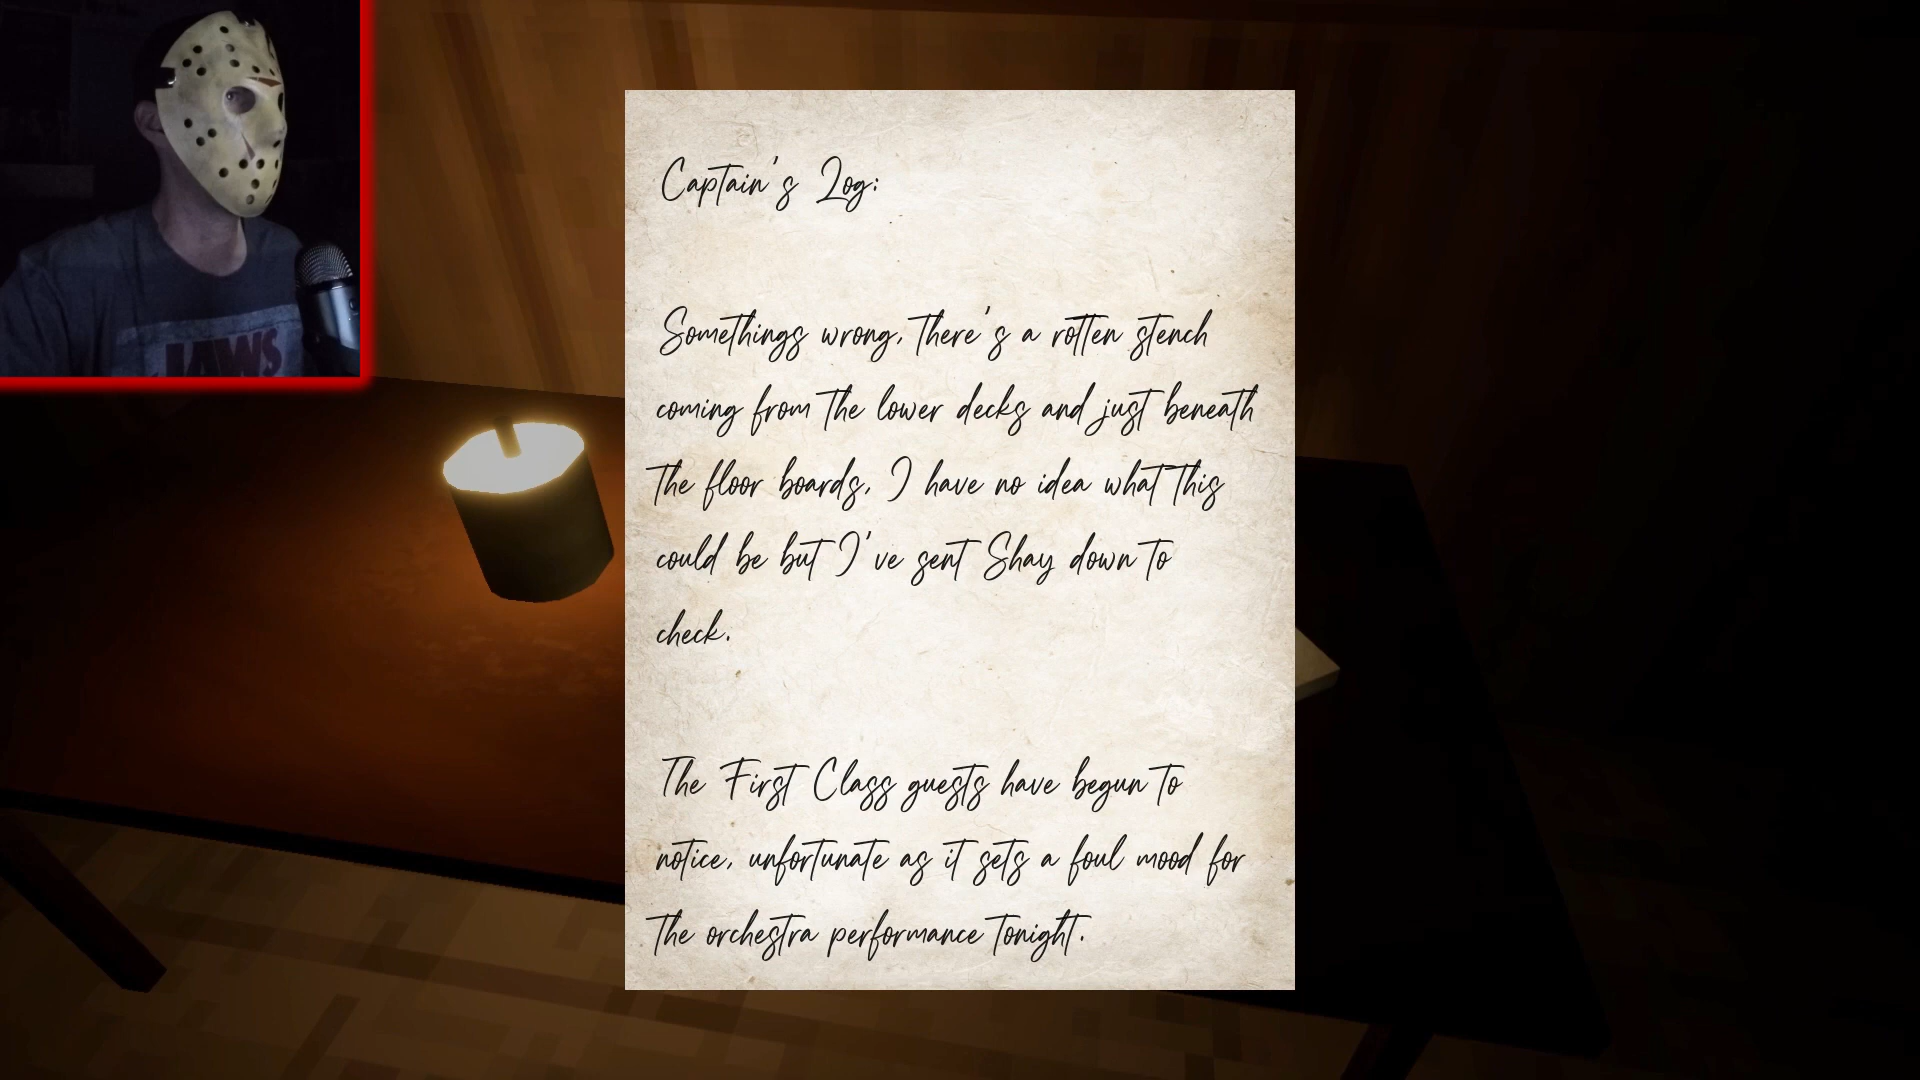 Captain's Log:
Somethings wrong, there's a rotten stench
coming from the lower decks and just beneath
the floor boards, I have no idea what this
could be but I've sent Shay down to
check.
The First Class guests have begun to
notice, unfortunate as it sets a foul mood for
the orchestra performance tonight.
JAWS